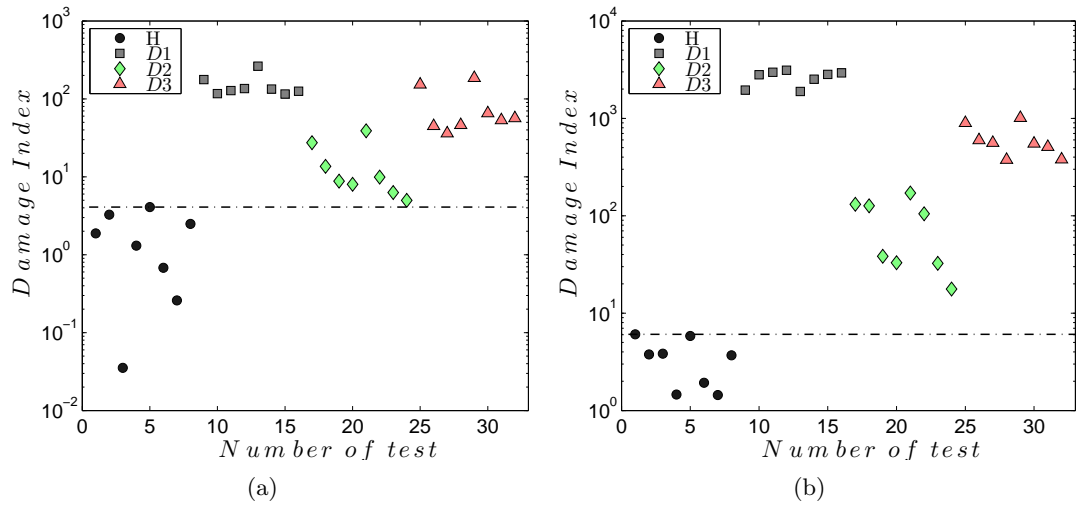 10^3
10^2
10^1
10^0
10^-1
10^-2
H
D1
D2
D3
Damage Index
0 5 10 15 20 25 30
Number of test
(a)
10^4
10^3
10^2
10^1
10^0
H
D1
D2
D3
Damage Index
0 5 10 15 20 25 30
Number of test
(b)